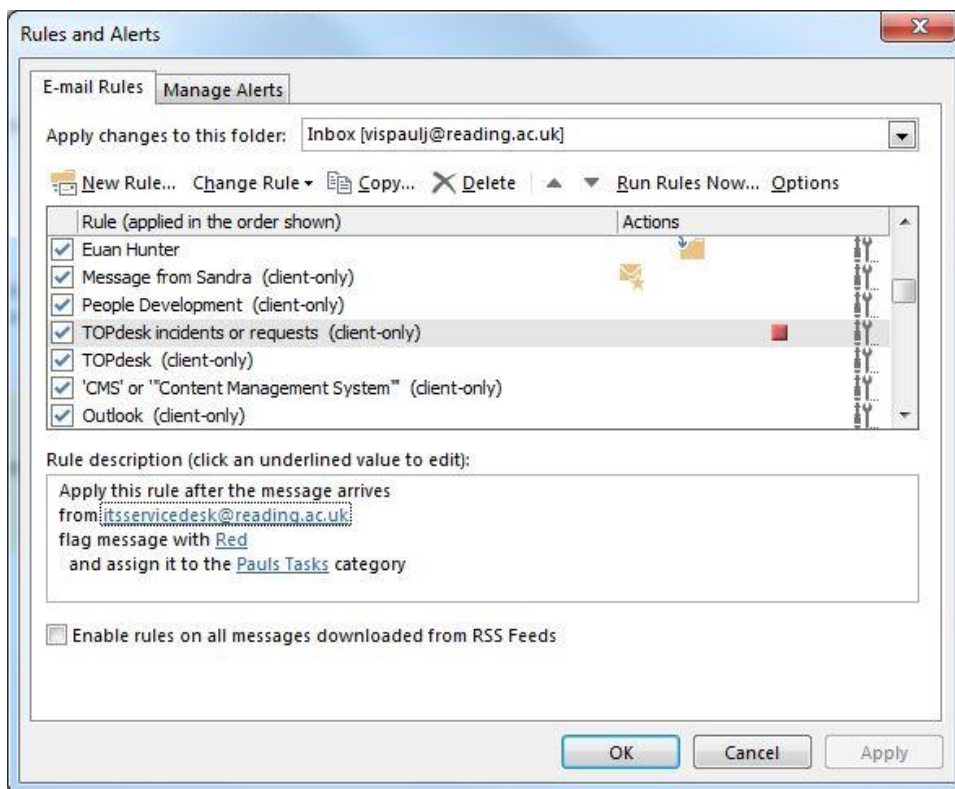 Rules and Alerts
E-mail Rules Manage Alerts
Apply changes to this folder: Inbox [vispaulj@reading.ac.uk]
New Rule... Change Rule Copy... Delete Run Rules Now... Options
Rule (applied in the order shown) Actions
Euan Hunter
Message from Sandra (client-only)
People Development (client-only)
TOPdesk incidents or requests (client-only)
TOPdesk (client-only)
'CMS' or '"Content Management System"' (client-only)
Outlook (client-only)
Rule description (click an underlined value to edit):
Apply this rule after the message arrives
from itsservicedesk@reading.ac.uk
flag message with Red
and assign it to the Pauls Tasks category
Enable rules on all messages downloaded from RSS Feeds
OK Cancel Apply